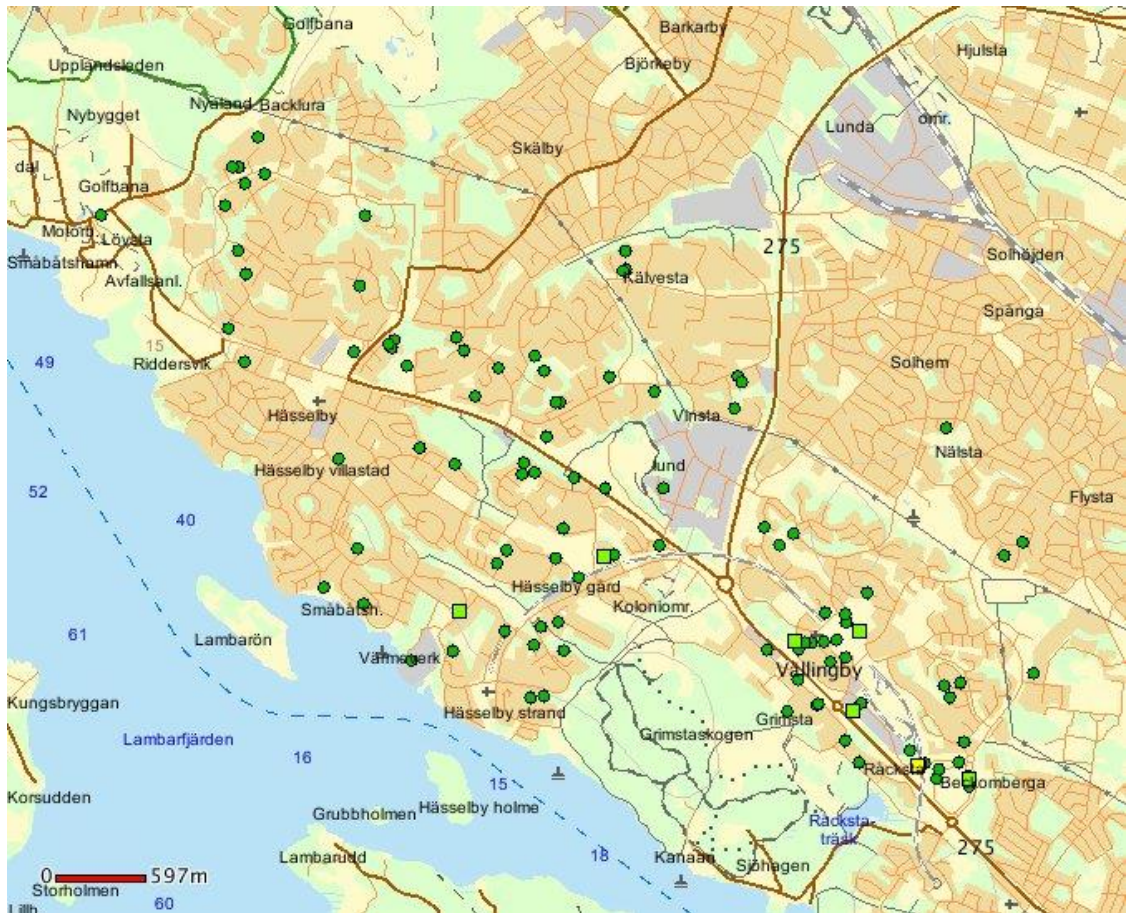 Golfbana
Barkarby
Björkeby
Hjulsta
Upplandsleden
Nyaland
Backlura
Nybygget
Lunda
omr.
Skälby
dal
Golfbana
Motorb.
Lövsta
275
Småbåtshamn
Avfallsanl.
Kälvesta
Solhöjden
Spånga
15
49
Riddersvik
Solhem
Hässelby
Vinsta
Nälsta
Hässelby villastad
lund
52
Flysta
40
Hässelby gård
Småbåtsh.
Koloniomr.
61
Lambarön
Värmeverk
Vällingby
Kungsbryggan
Hässelby strand
Grimsta
Lambarfjärden
Grimstaskogen
16
Råcksta
15
Beckomberga
Korsudden
Hässelby holme
Grubbholmen
Råcksta-
träsk
275
Lambarudd
18
Kanaan
Sjöhagen
0 597m
Storholmen
60
Lillh